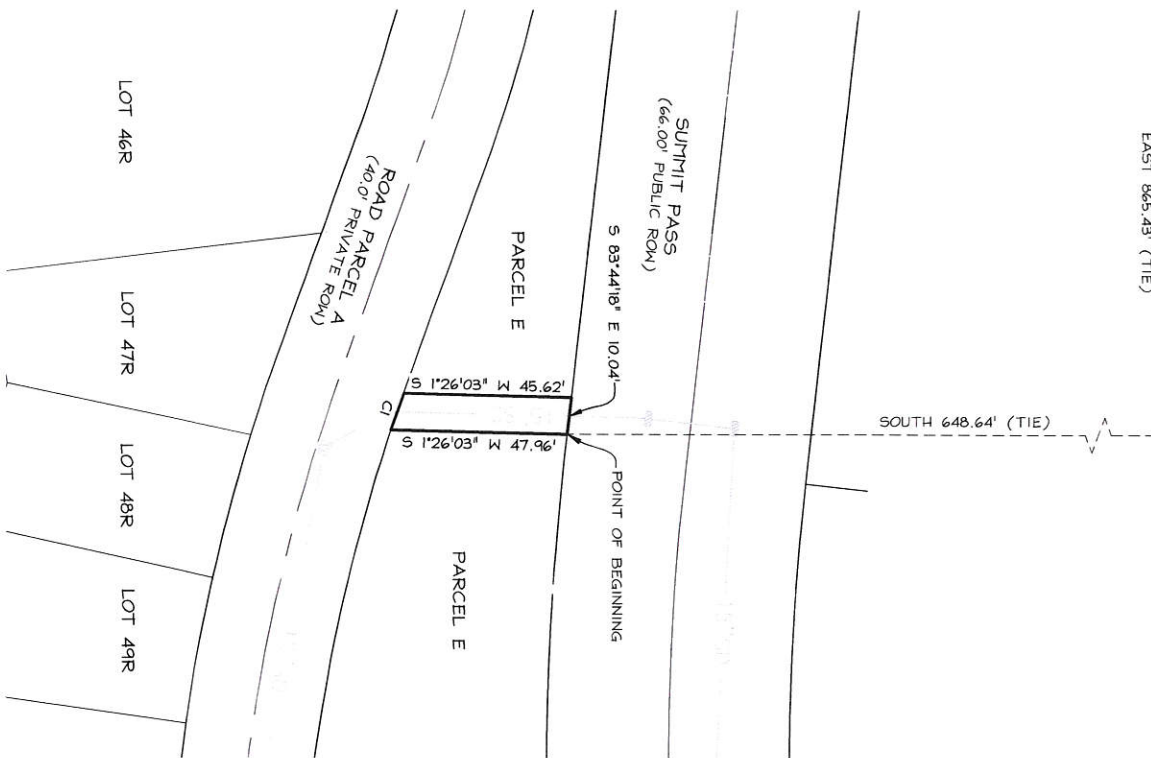 EAST 865.43' (TIE)
SUMMIT PASS
(66.00' PUBLIC ROW)
S 83°44'18" E 10.04'
SOUTH 648.64' (TIE)
POINT OF BEGINNING
PARCEL E
S 1°26'03" W 45.62'
S 1°26'03" W 47.96'
C1
PARCEL E
ROAD PARCEL A
(40.0' PRIVATE ROW)
LOT 46R
LOT 47R
LOT 48R
LOT 49R